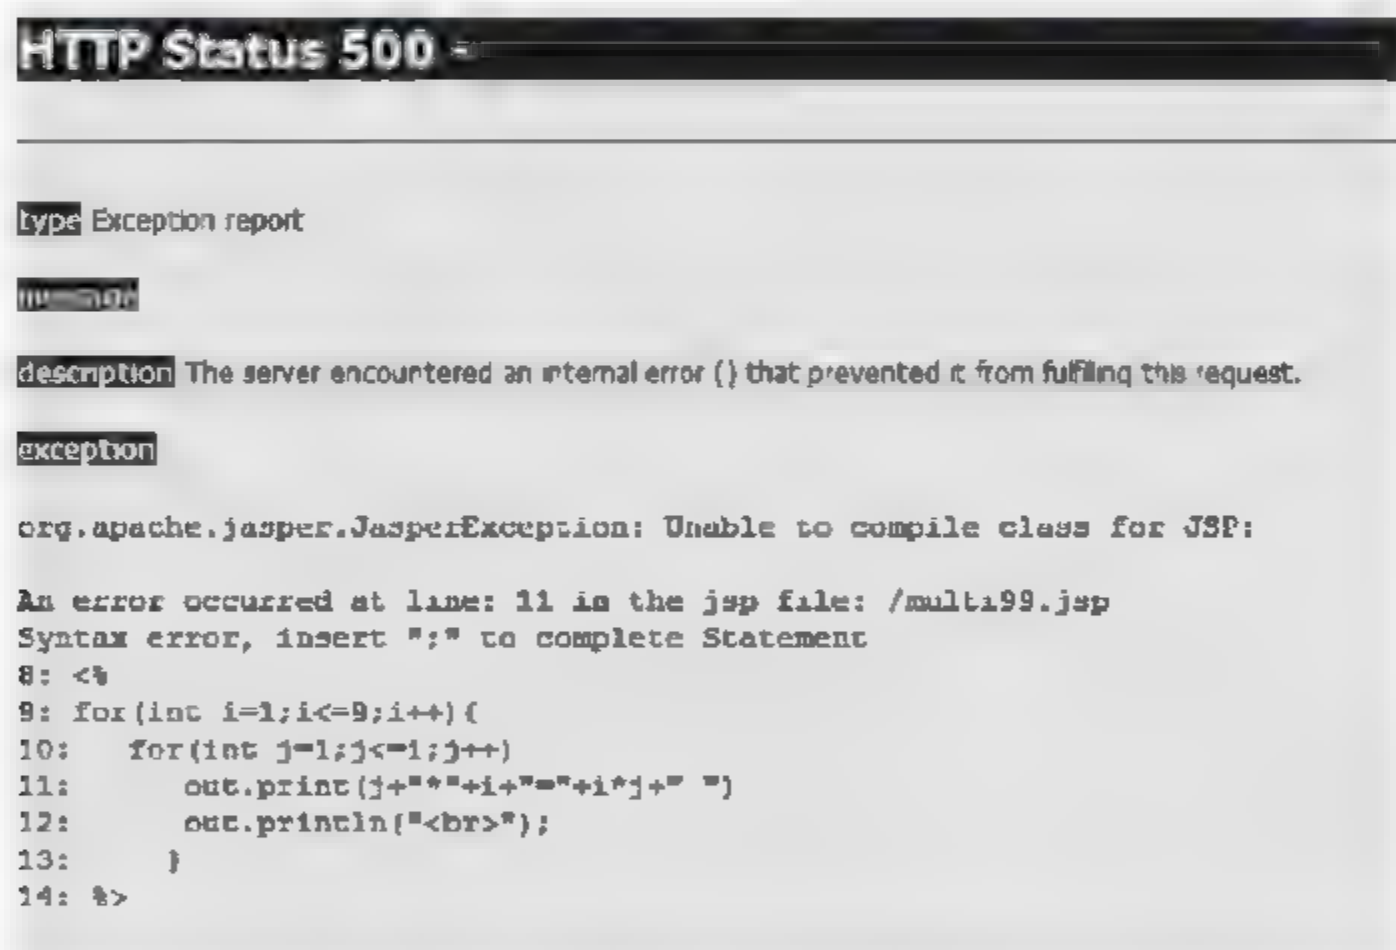 HTTP Status 500 -
type Exception report
message
description The server encountered an internal error () that prevented it from fulfilling this request.
exception
org.apache.jasper.JasperException: Unable to compile class for JSP:
An error occurred at line: 11 in the jsp file: /multi99.jsp
Syntax error, insert ";" to complete Statement
8: <%
9: for(int i=1;i<=9;i++){
10:    for(int j=1;j<=i;j++)
11:       out.print(j+"*"+i+"="+i*j+" ")
12:       out.println("<br>");
13:      }
14: %>